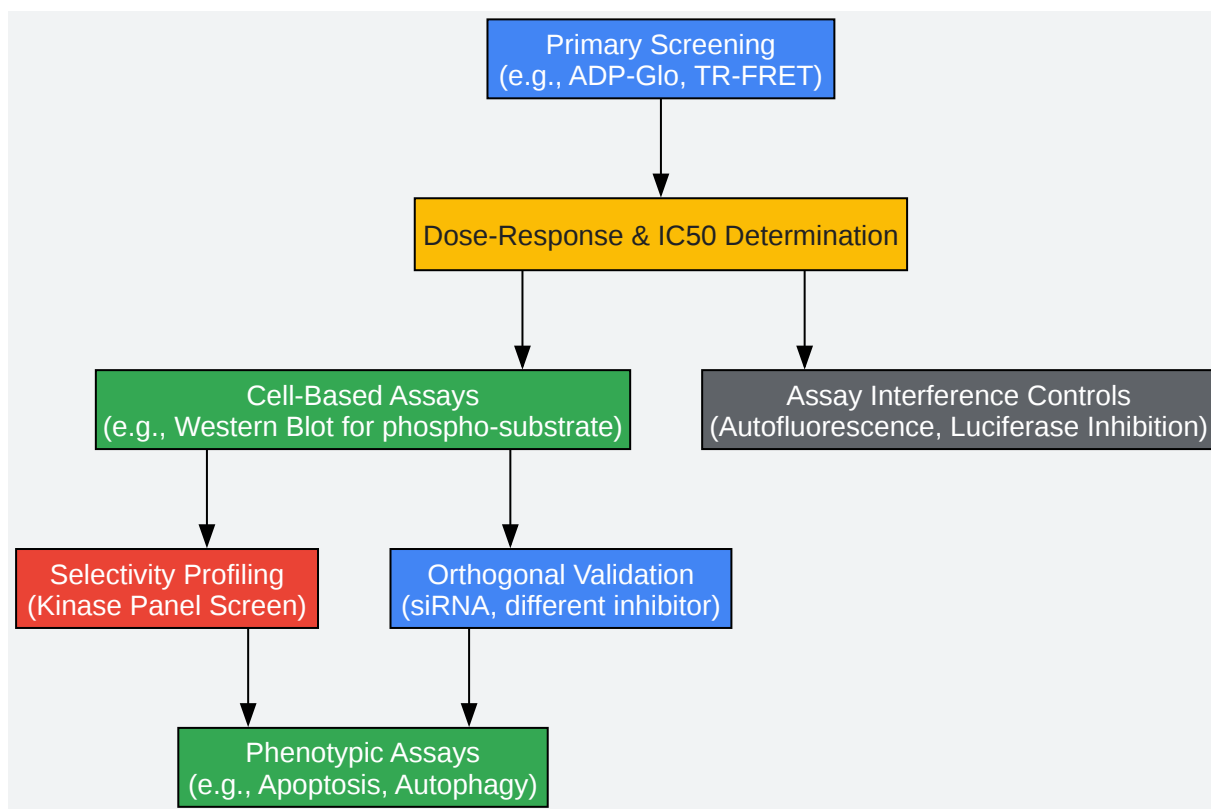 Primary Screening
(e.g., ADP-Glo, TR-FRET)
Dose-Response & IC50 Determination
Cell-Based Assays
(e.g., Western Blot for phospho-substrate)
Assay Interference Controls
(Autofluorescence, Luciferase Inhibition)
Selectivity Profiling
(Kinase Panel Screen)
Orthogonal Validation
(siRNA, different inhibitor)
Phenotypic Assays
(e.g., Apoptosis, Autophagy)